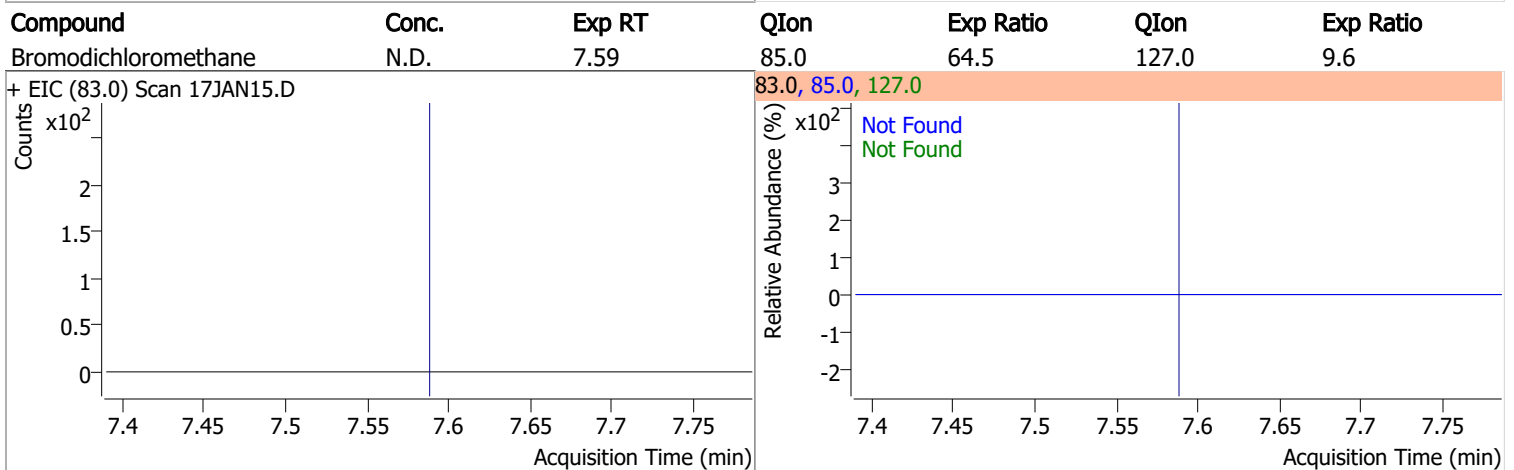 Compound Conc. Exp RT QIon Exp Ratio QIon Exp Ratio
Bromodichloromethane N.D. 7.59 85.0 64.5 127.0 9.6
+ EIC (83.0) Scan 17JAN15.D
Counts
x10²
2
1.5
1
0.5
0
7.4 7.45 7.5 7.55 7.6 7.65 7.7 7.75
Acquisition Time (min)
83.0, 85.0, 127.0
Relative Abundance (%)
x10²
Not Found
Not Found
3
2
1
0
-1
-2
7.4 7.45 7.5 7.55 7.6 7.65 7.7 7.75
Acquisition Time (min)